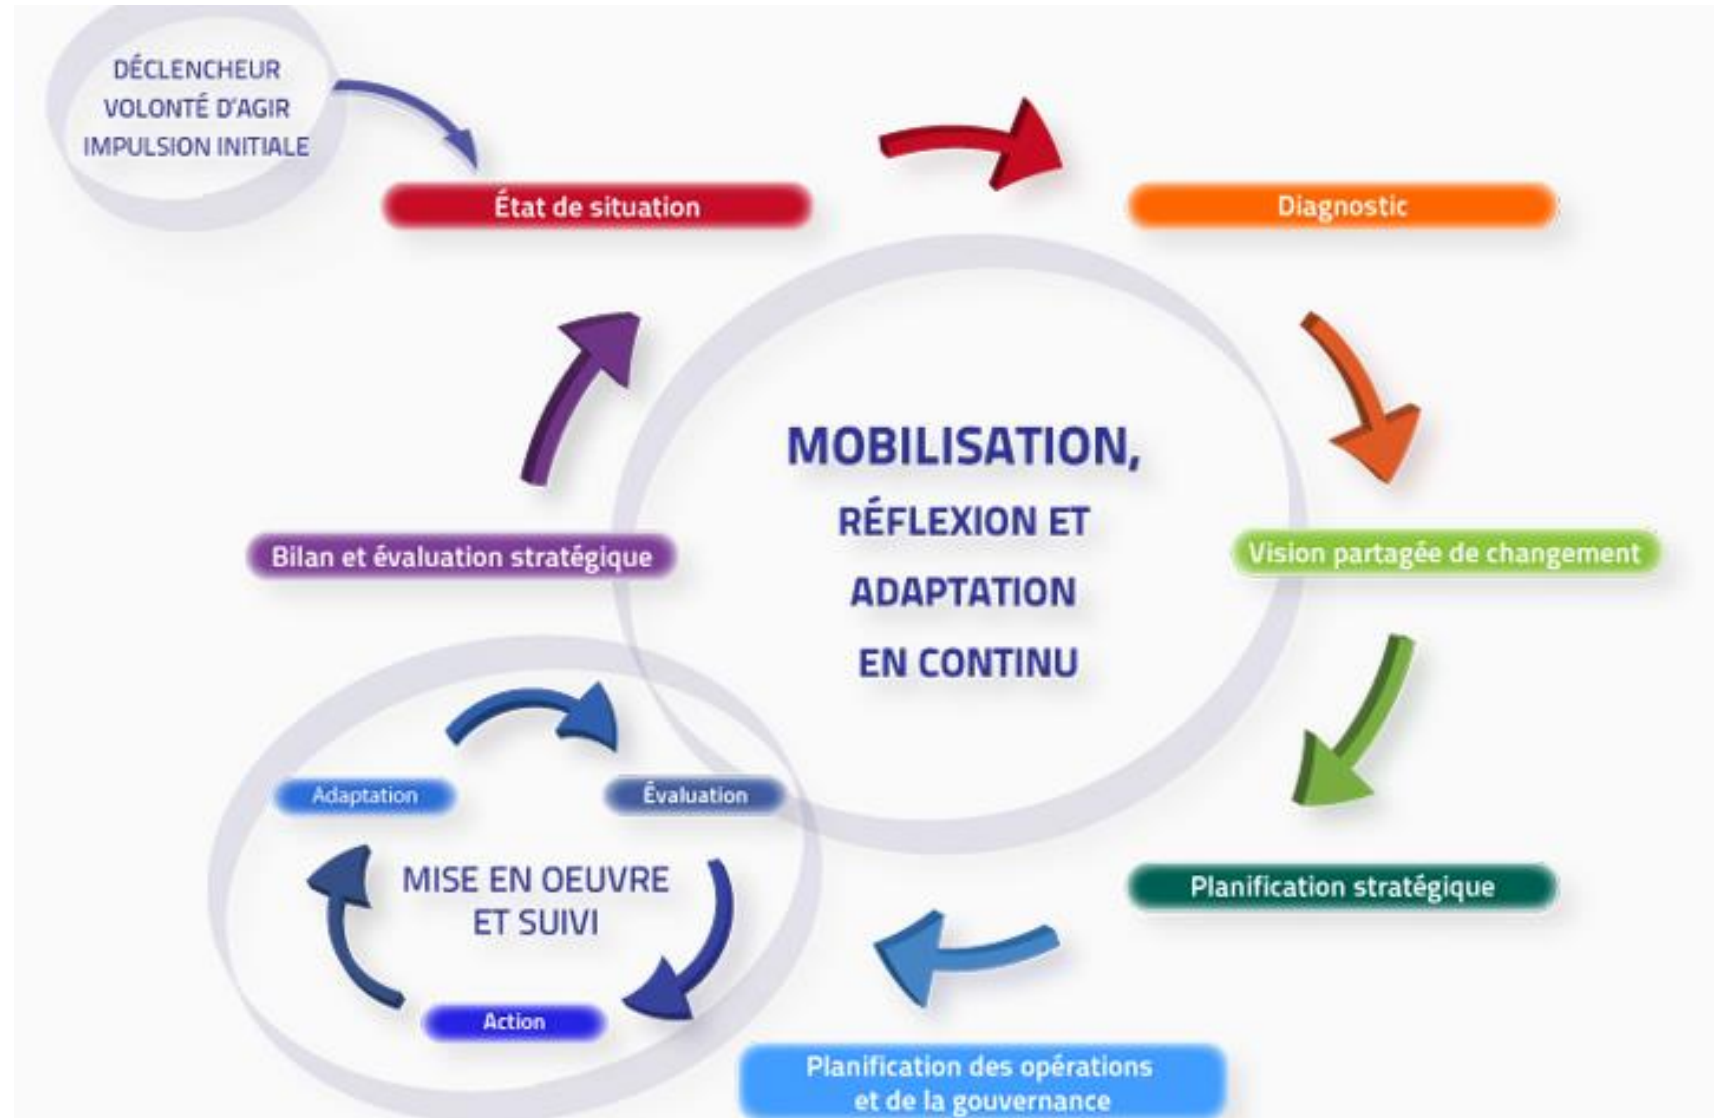 DÉCLENCHEUR
VOLONTÉ D'AGIR
IMPULSION INITIALE
État de situation
Diagnostic
MOBILISATION,
RÉFLEXION ET
ADAPTATION
EN CONTINU
Bilan et évaluation stratégique
Vision partagée de changement
Adaptation
Évaluation
MISE EN OEUVRE
ET SUIVI
Action
Planification stratégique
Planification des opérations
et de la gouvernance